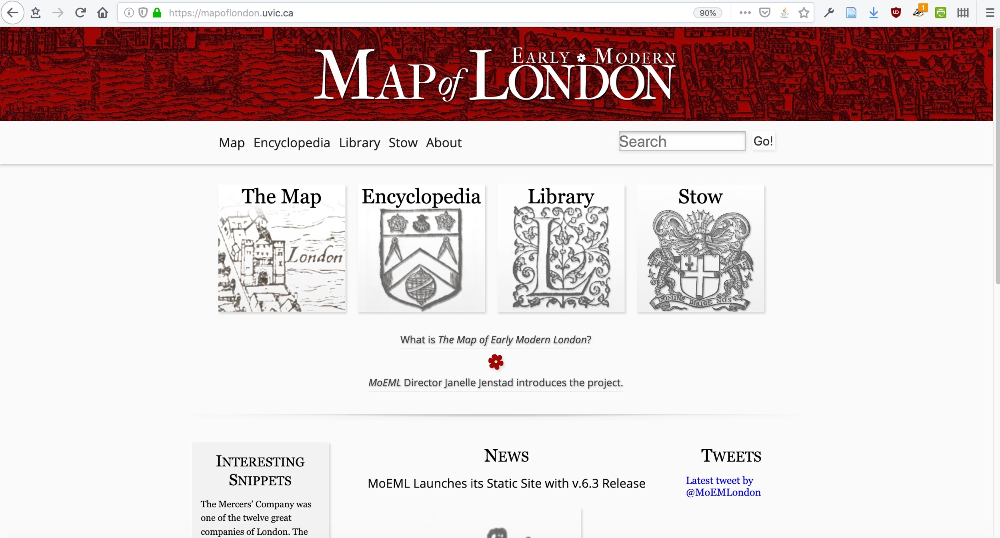 https://mapoflondon.uvic.ca
90%
1
MAP of EARLY MODERN LONDON
Map Encyclopedia Library Stow About
Search Go!
The Map
London
Encyclopedia
Library
L
Stow
DOMINE DIRIGE NOS
What is The Map of Early Modern London?
MoEML Director Janelle Jenstad introduces the project.
INTERESTING
SNIPPETS
The Mercers’ Company was
one of the twelve great
companies of London. The
NEWS
MoEML Launches its Static Site with v.6.3 Release
TWEETS
Latest tweet by
@MoEMLondon